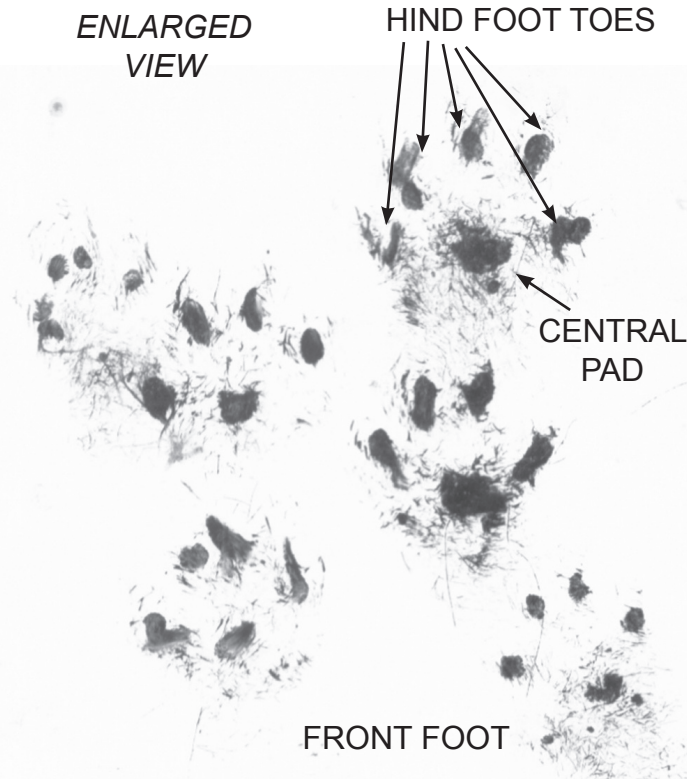 ENLARGED
VIEW
HIND FOOT TOES
CENTRAL
PAD
FRONT FOOT